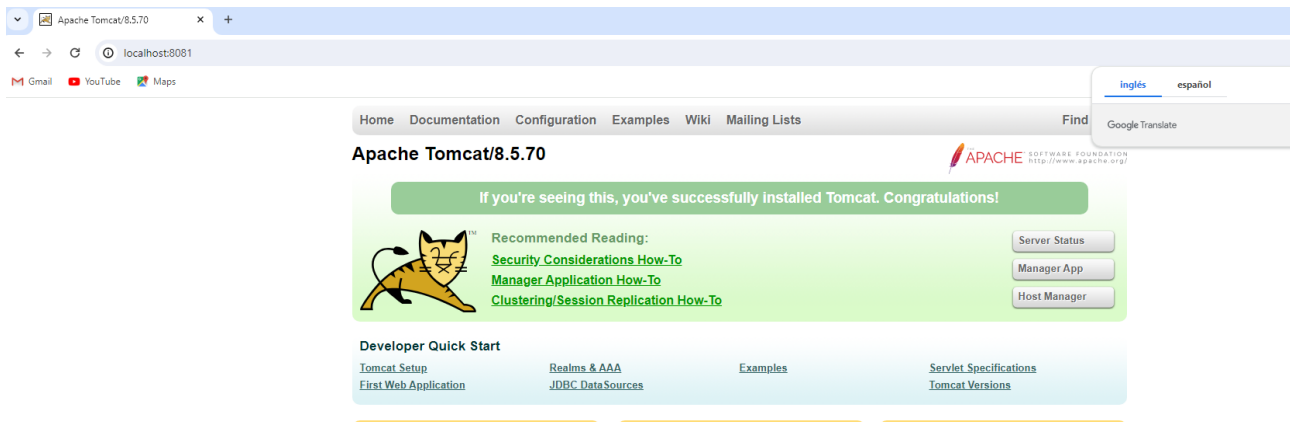 Apache Tomcat/8.5.70
localhost:8081
Gmail YouTube Maps
inglés español
Google Translate
Home Documentation Configuration Examples Wiki Mailing Lists Find
Apache Tomcat/8.5.70
THE
APACHE SOFTWARE FOUNDATION
http://www.apache.org/
If you're seeing this, you've successfully installed Tomcat. Congratulations!
TM
Recommended Reading:
Security Considerations How-To
Manager Application How-To
Clustering/Session Replication How-To
Server Status
Manager App
Host Manager
Developer Quick Start
Tomcat Setup Realms & AAA Examples Servlet Specifications
First Web Application JDBC DataSources Tomcat Versions